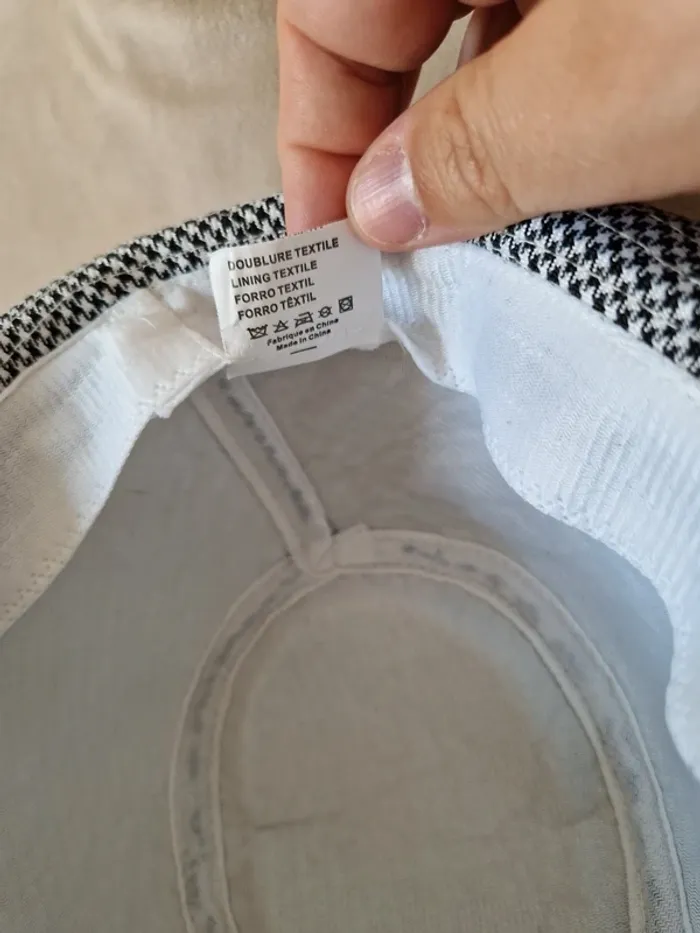 DOUBLURE TEXTILE
LINING TEXTILE
FORRO TEXTIL
FORRO TÊXTIL
Fabriqué en Chine
Made in China